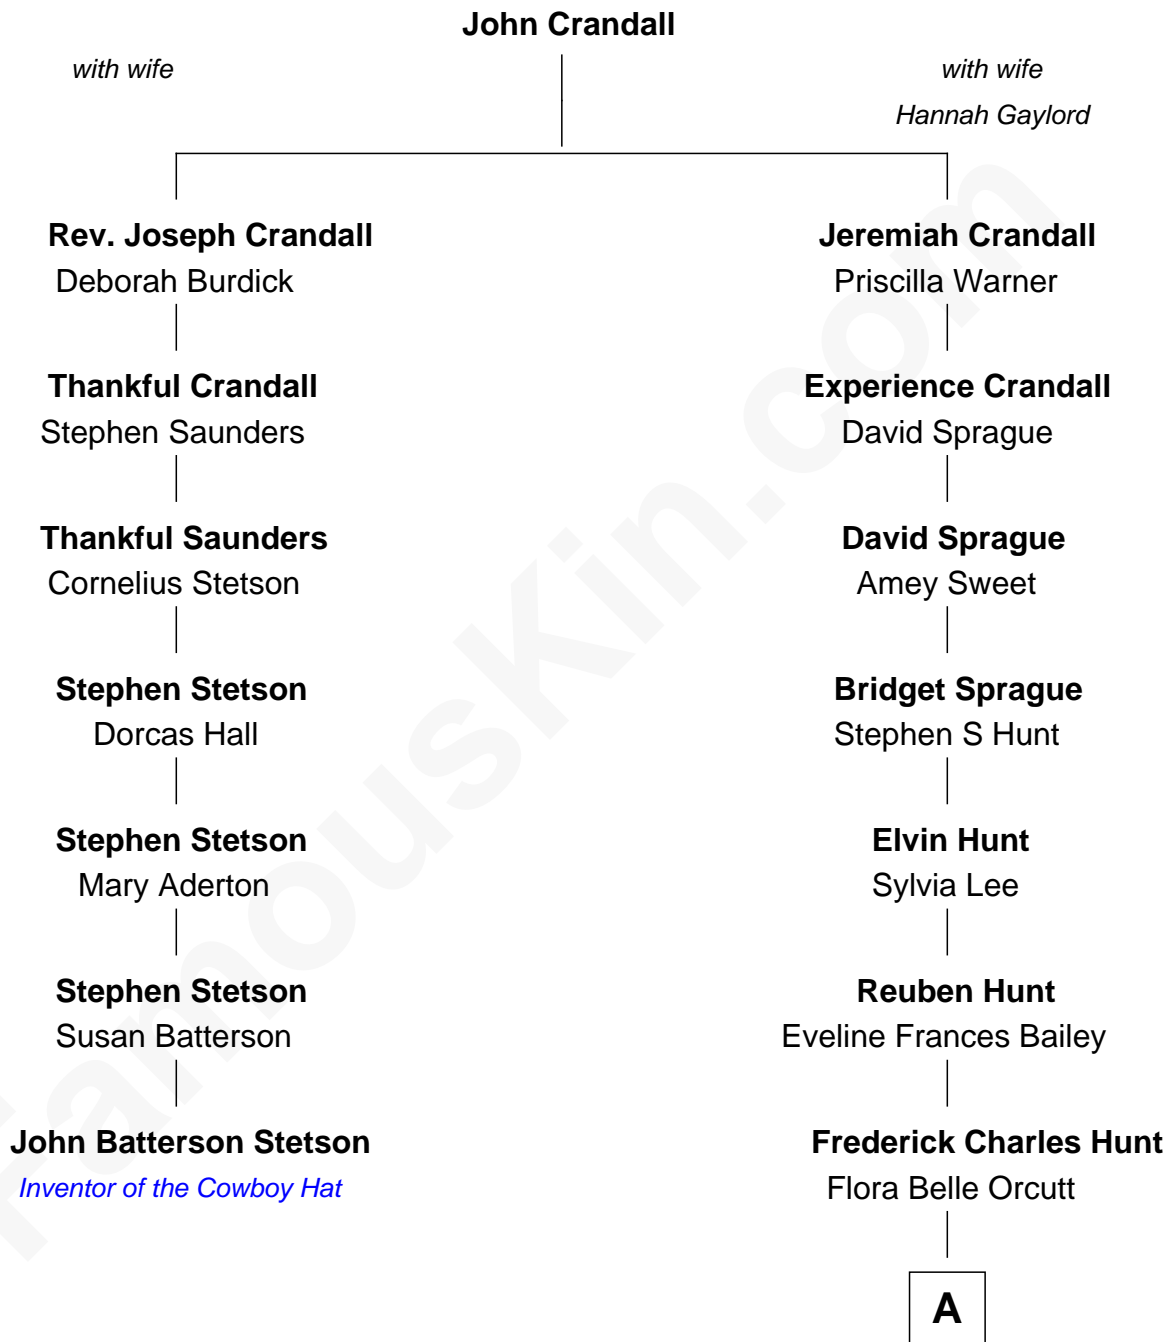 John Crandall
with wife
with wife
Hannah Gaylord
Rev. Joseph Crandall
Deborah Burdick
Jeremiah Crandall
Priscilla Warner
Thankful Crandall
Stephen Saunders
Experience Crandall
David Sprague
Thankful Saunders
Cornelius Stetson
David Sprague
Amey Sweet
Stephen Stetson
Dorcas Hall
Bridget Sprague
Stephen S Hunt
Stephen Stetson
Mary Aderton
Elvin Hunt
Sylvia Lee
Stephen Stetson
Susan Batterson
Reuben Hunt
Eveline Frances Bailey
John Batterson Stetson
Inventor of the Cowboy Hat
Frederick Charles Hunt
Flora Belle Orcutt
A
FamousKin.com